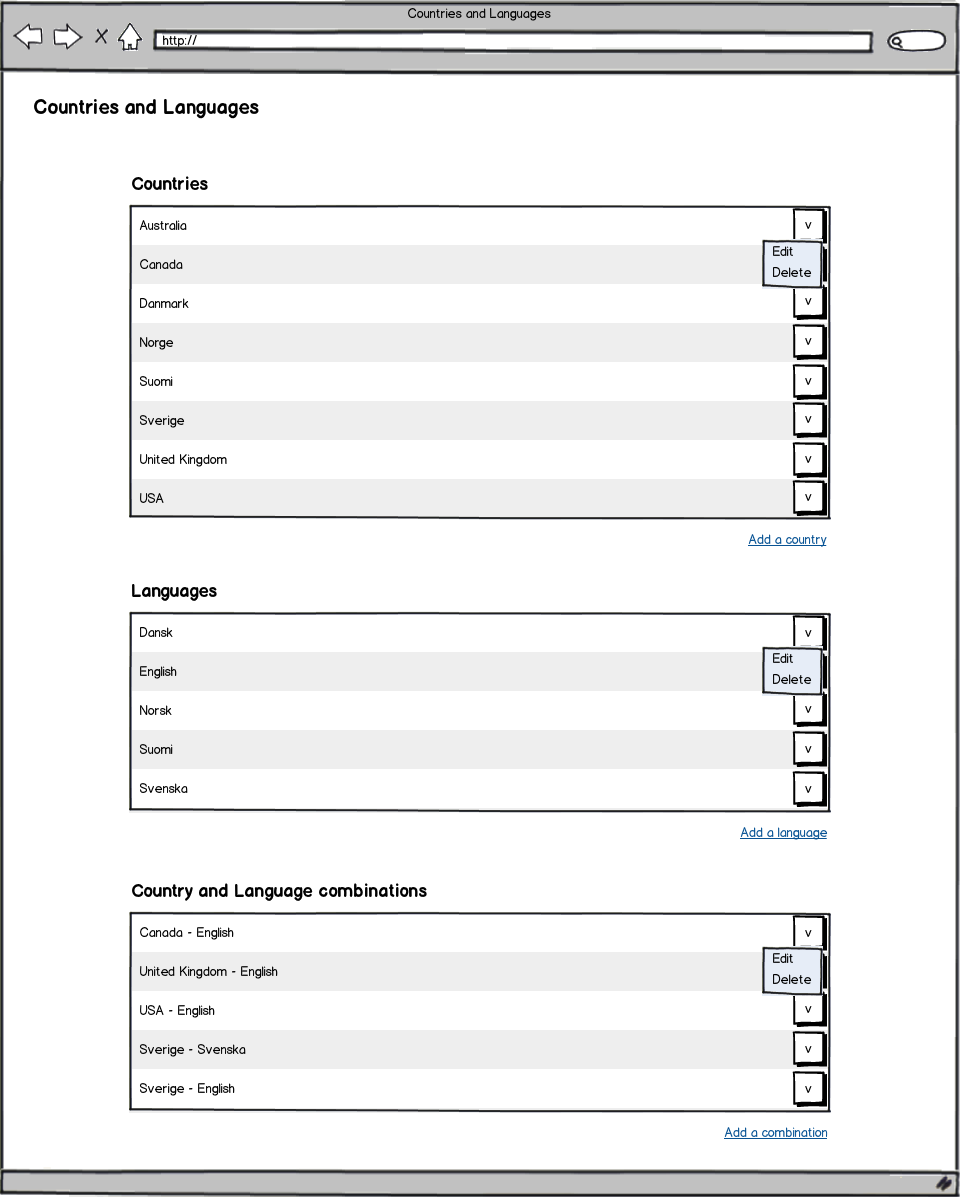 Countries and Languages
X
http://
Countries and Languages
Countries
Australia v
Edit
Canada
Delete
Danmark v
Norge v
Suomi v
Sverige v
United Kingdom v
USA v
Add a country
Languages
Dansk v
Edit
English
Delete
Norsk v
Suomi v
Svenska v
Add a language
Country and Language combinations
Canada - English v
Edit
United Kingdom - English
Delete
USA - English v
Sverige - Svenska v
Sverige - English v
Add a combination